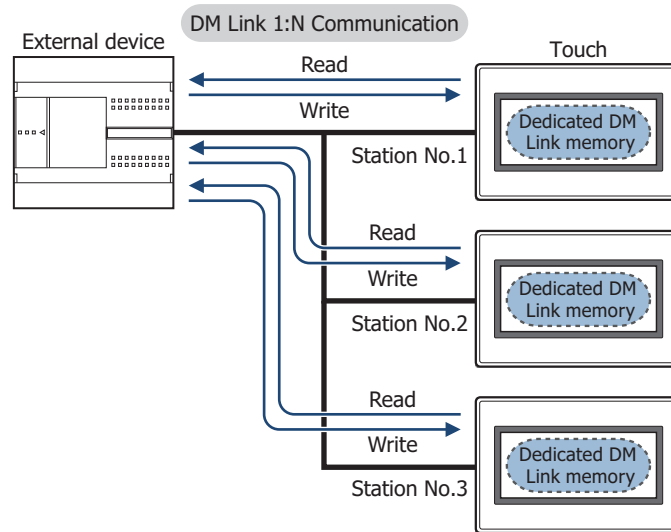 DM Link 1:N Communication
External device
Touch
Read
Write
Dedicated DM
Link memory
Station No.1
Read
Write
Dedicated DM
Link memory
Station No.2
Read
Write
Dedicated DM
Link memory
Station No.3